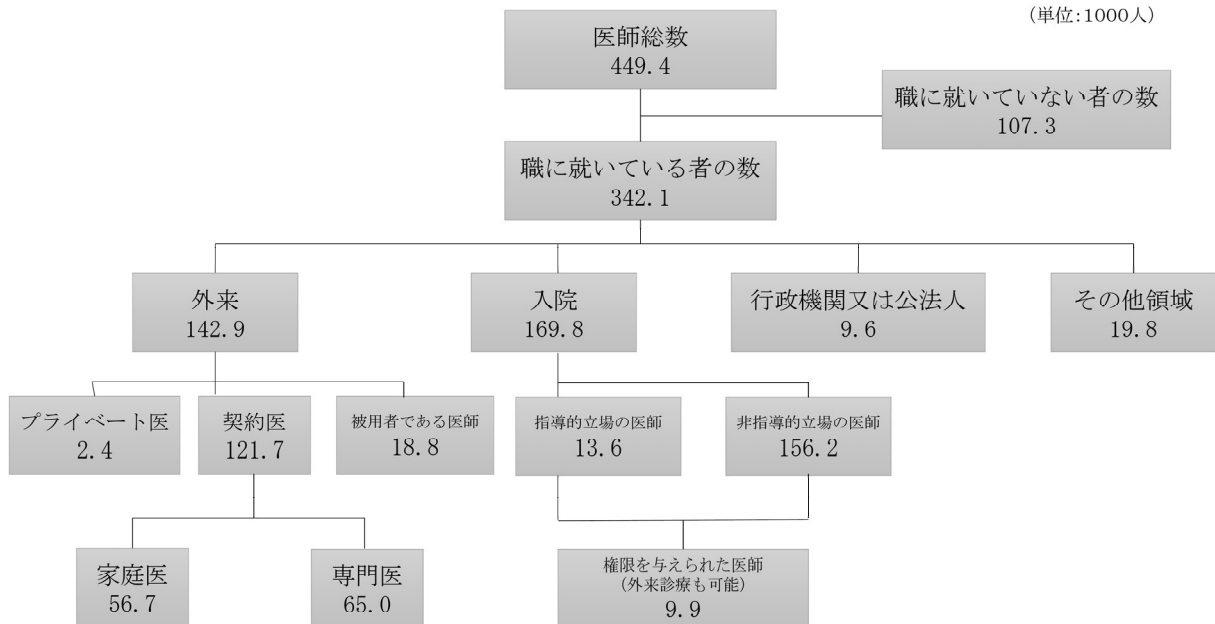 (単位:1000人)
医師総数
449.4
職に就いていない者の数
107.3
職に就いている者の数
342.1
外来
142.9
入院
169.8
行政機関又は公法人
9.6
その他領域
19.8
プライベート医
2.4
契約医
121.7
被用者である医師
18.8
指導的立場の医師
13.6
非指導的立場の医師
156.2
家庭医
56.7
専門医
65.0
権限を与えられた医師
(外来診療も可能)
9.9